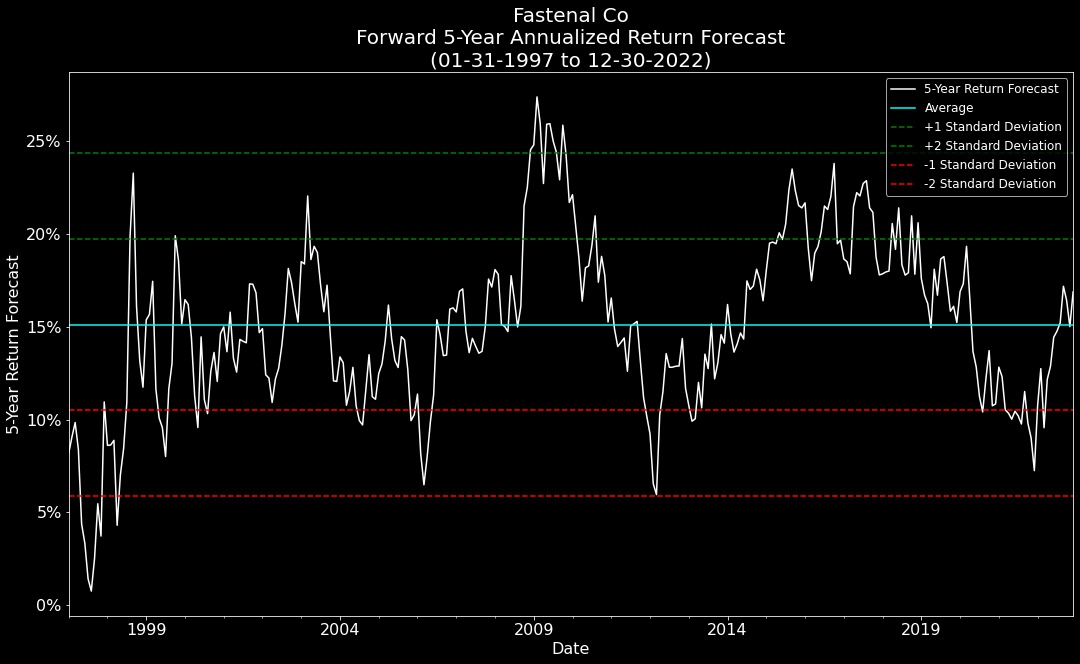 Fastenal Co
Forward 5-Year Annualized Return Forecast
(01-31-1997 to 12-30-2022)
5-Year Return Forecast
Average
+1 Standard Deviation
+2 Standard Deviation
-1 Standard Deviation
-2 Standard Deviation
25%
20%
15%
10%
5%
0%
5-Year Return Forecast
1999
2004
2009
2014
2019
Date